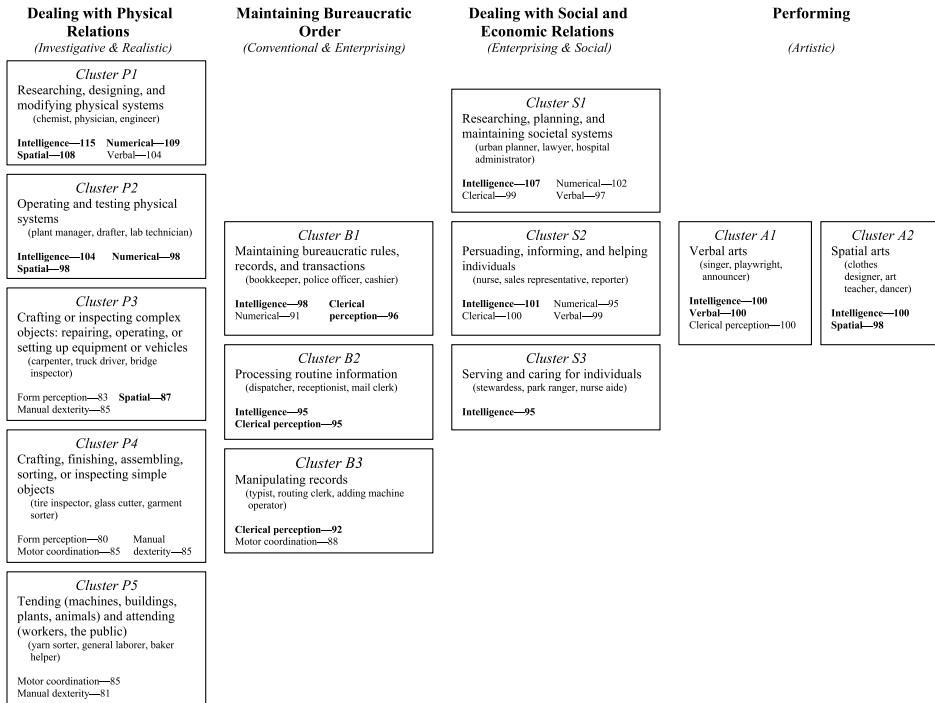 Dealing with Physical
Relations
(Investigative & Realistic)
Cluster P1
Researching, designing, and
modifying physical systems
(chemist, physician, engineer)
Intelligence—115 Numerical—109
Spatial—108 Verbal—104
Cluster P2
Operating and testing physical
systems
(plant manager, drafter, lab technician)
Intelligence—104 Numerical—98
Spatial—98
Cluster P3
Crafting or inspecting complex
objects: repairing, operating, or
setting up equipment or vehicles
(carpenter, truck driver, bridge
inspector)
Form perception—83 Spatial—87
Manual dexterity—85
Cluster P4
Crafting, finishing, assembling,
sorting, or inspecting simple
objects
(tire inspector, glass cutter, garment
sorter)
Form perception—80 Manual
Motor coordination—85 dexterity—85
Cluster P5
Tending (machines, buildings,
plants, animals) and attending
(workers, the public)
(yarn sorter, general laborer, baker
helper)
Motor coordination—85
Manual dexterity—81
Maintaining Bureaucratic
Order
(Conventional & Enterprising)
Cluster B1
Maintaining bureaucratic rules,
records, and transactions
(bookkeeper, police officer, cashier)
Intelligence—98 Clerical
Numerical—91 perception—96
Cluster B2
Processing routine information
(dispatcher, receptionist, mail clerk)
Intelligence—95
Clerical perception—95
Cluster B3
Manipulating records
(typist, routing clerk, adding machine
operator)
Clerical perception—92
Motor coordination—88
Dealing with Social and
Economic Relations
(Enterprising & Social)
Cluster S1
Researching, planning, and
maintaining societal systems
(urban planner, lawyer, hospital
administrator)
Intelligence—107 Numerical—102
Clerical—99 Verbal—97
Cluster S2
Persuading, informing, and helping
individuals
(nurse, sales representative, reporter)
Intelligence—101 Numerical—95
Clerical—100 Verbal—99
Cluster S3
Serving and caring for individuals
(stewardess, park ranger, nurse aide)
Intelligence—95
Performing
(Artistic)
Cluster A1
Verbal arts
(singer, playwright,
announcer)
Intelligence—100
Verbal—100
Clerical perception—100
Cluster A2
Spatial arts
(clothes
designer, art
teacher, dancer)
Intelligence—100
Spatial—98